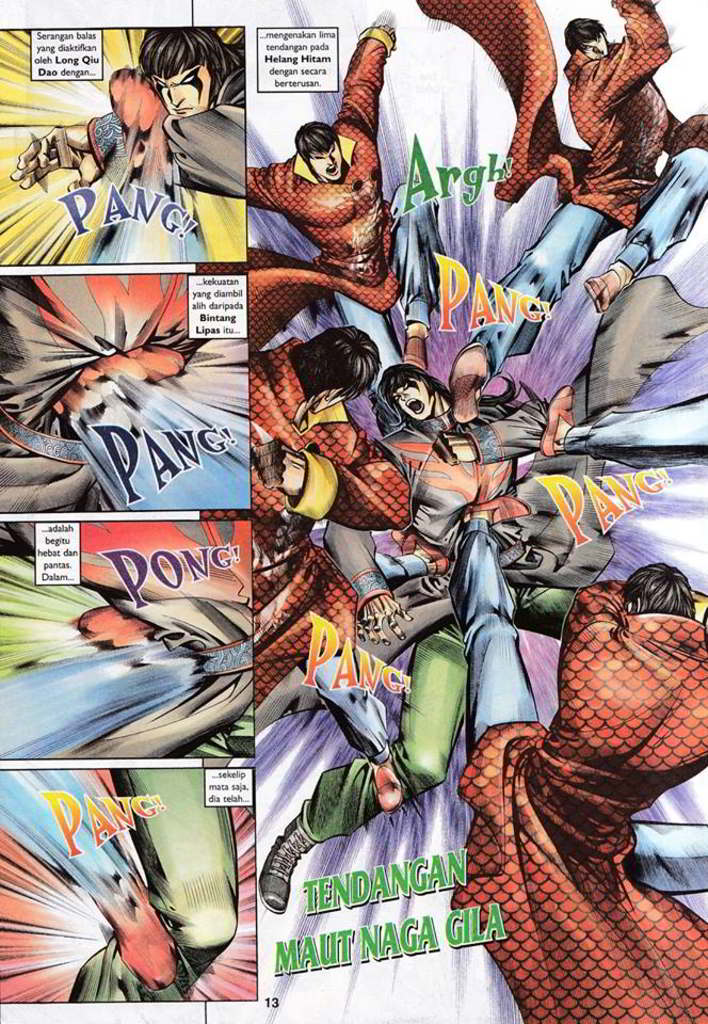 Serangan balas
yang diaktifkan
oleh Long Qiu
Dao dengan...
PANG!
...kekuatan
yang diambil
alih daripada
Bintang
Lipas itu...
PANG!
...adalah
begitu
hebat dan
pantas.
Dalam...
PONG!
...sekelip
mata saja,
dia telah...
PANG!
...mengenakan lima
tendangan pada
Helang Hitam
dengan secara
berterusan.
Argh!
PANG!
PANG!
PANG!
TENDANGAN
MAUT NAGA GILA
13